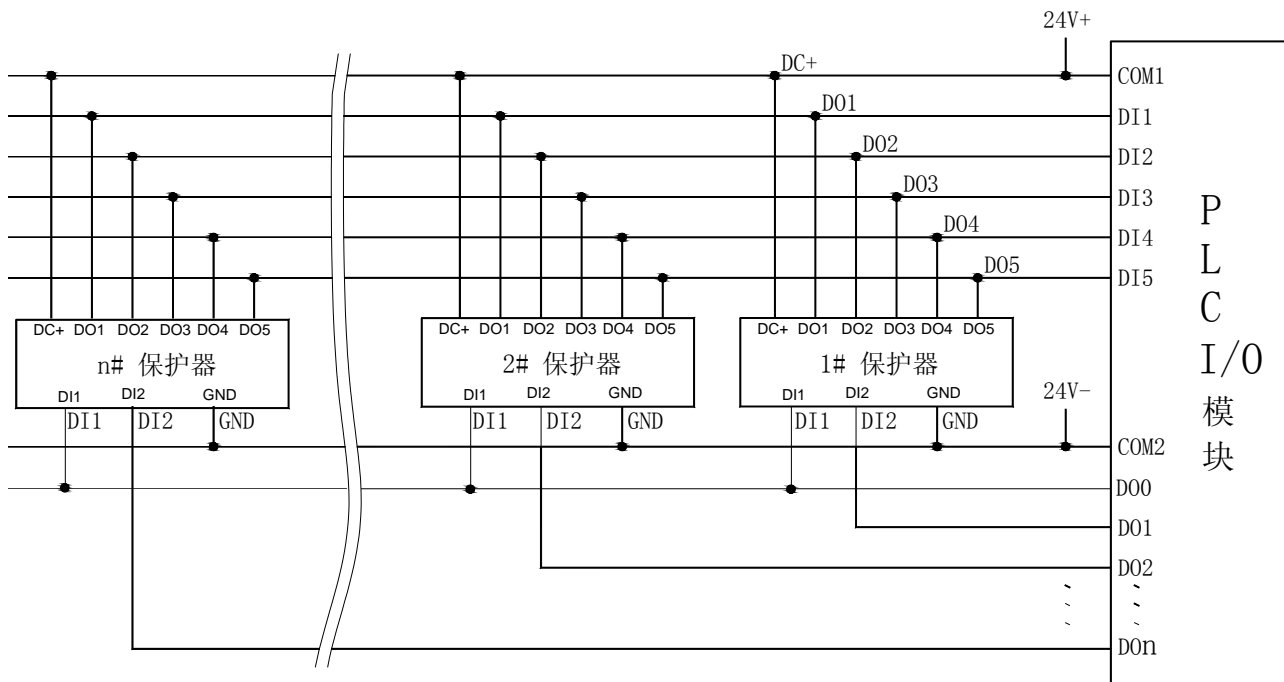 24V+
DC+
COM1
DO1
DI1
DO2
DI2
DO3
DI3
DO4
DI4
DO5
DI5
DC+ DO1 DO2 DO3 DO4 DO5
n# 保护器
DI1 DI2 GND
DI1 DI2 GND
DC+ DO1 DO2 DO3 DO4 DO5
2# 保护器
DI1 DI2 GND
DI1 DI2 GND
DC+ DO1 DO2 DO3 DO4 DO5
1# 保护器
DI1 DI2 GND
DI1 DI2 GND
24V-
COM2
DO0
DO1
DO2
DOn
P
L
C
I/O
模
块